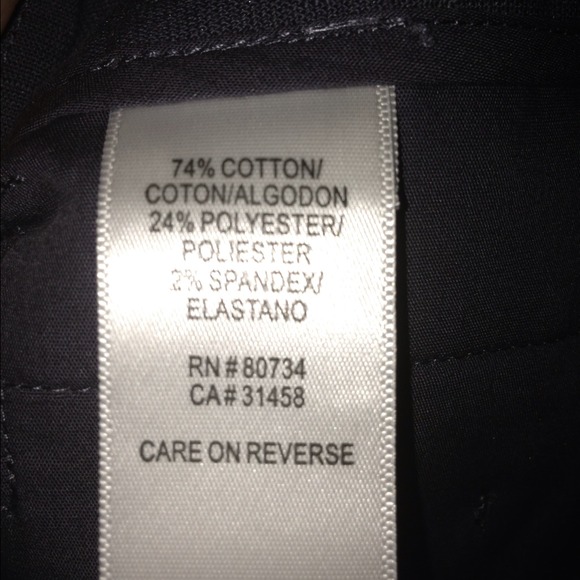 74% COTTON/
COTON/ALGODON
24% POLYESTER/
POLIESTER
2% SPANDEX/
ELASTANO
RN # 80734
CA# 31458
CARE ON REVERSE